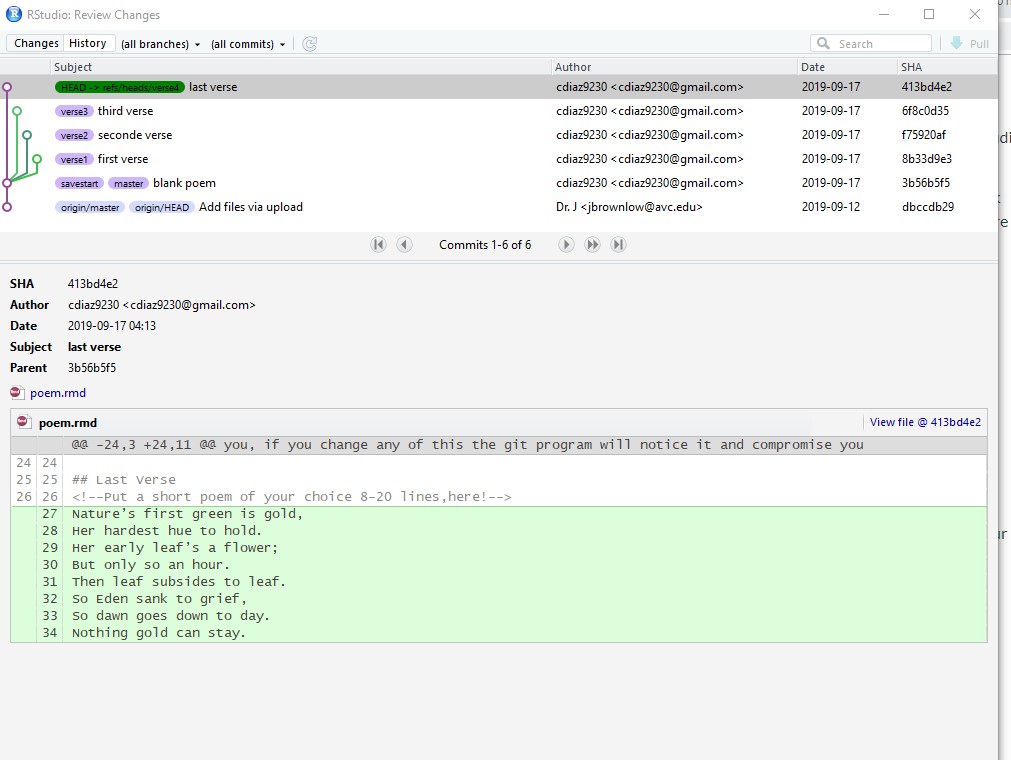 RStudio: Review Changes
Changes History (all branches) (all commits) Search Pull
Subject Author Date SHA
HEAD -> refs/heads/verse4 last verse cdiaz9230 <cdiaz9230@gmail.com> 2019-09-17 413bd4e2
verse3 third verse cdiaz9230 <cdiaz9230@gmail.com> 2019-09-17 6f8c0d35
verse2 seconde verse cdiaz9230 <cdiaz9230@gmail.com> 2019-09-17 f75920af
verse1 first verse cdiaz9230 <cdiaz9230@gmail.com> 2019-09-17 8b33d9e3
savestart master blank poem cdiaz9230 <cdiaz9230@gmail.com> 2019-09-17 3b56b5f5
origin/master origin/HEAD Add files via upload Dr. J <jbrownlow@avc.edu> 2019-09-12 dbccdb29
Commits 1-6 of 6
SHA 413bd4e2
Author cdiaz9230 <cdiaz9230@gmail.com>
Date 2019-09-17 04:13
Subject last verse
Parent 3b56b5f5
poem.rmd
poem.rmd View file @ 413bd4e2
@@ -24,3 +24,11 @@ you, if you change any of this the git program will notice it and compromise you
24 24
25 25 ## Last Verse
26 26 <!--Put a short poem of your choice 8-20 lines,here!-->
27 Nature’s first green is gold,
28 Her hardest hue to hold.
29 Her early leaf’s a flower;
30 But only so an hour.
31 Then leaf subsides to leaf.
32 So Eden sank to grief,
33 So dawn goes down to day.
34 Nothing gold can stay.